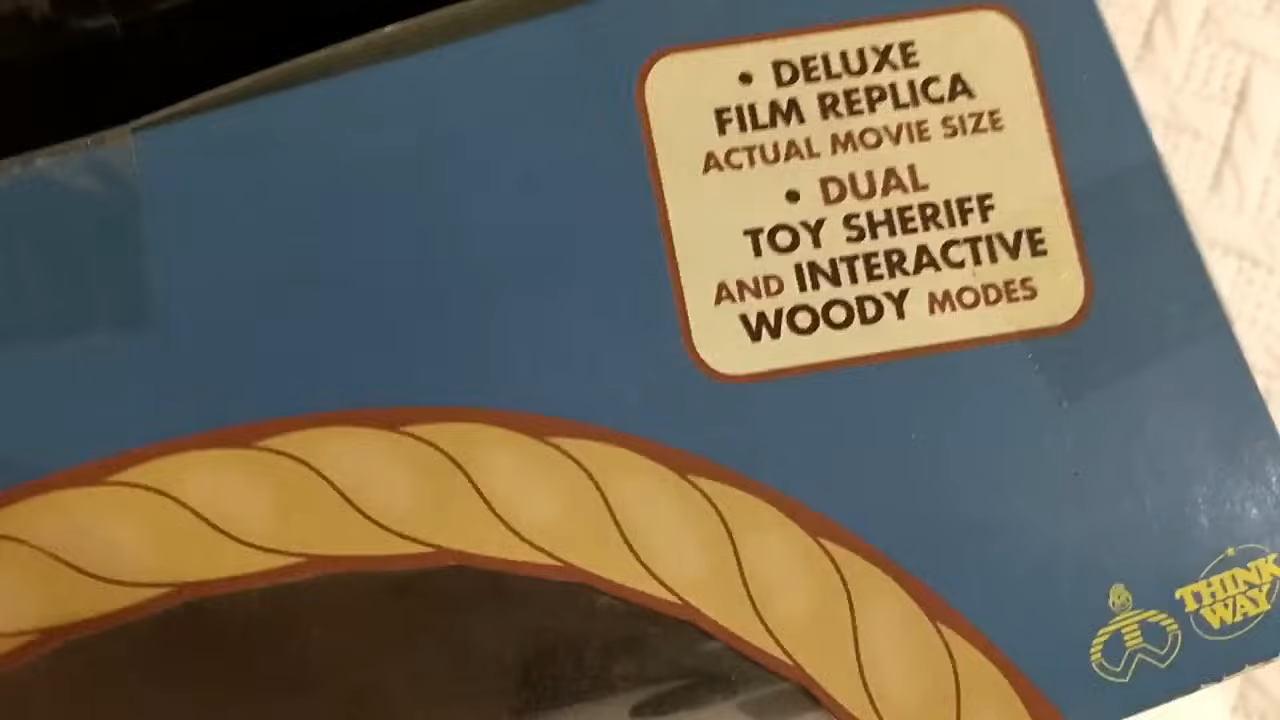 • DELUXE
FILM REPLICA
ACTUAL MOVIE SIZE
• DUAL
TOY SHERIFF
AND INTERACTIVE
WOODY MODES
THINK
WAY